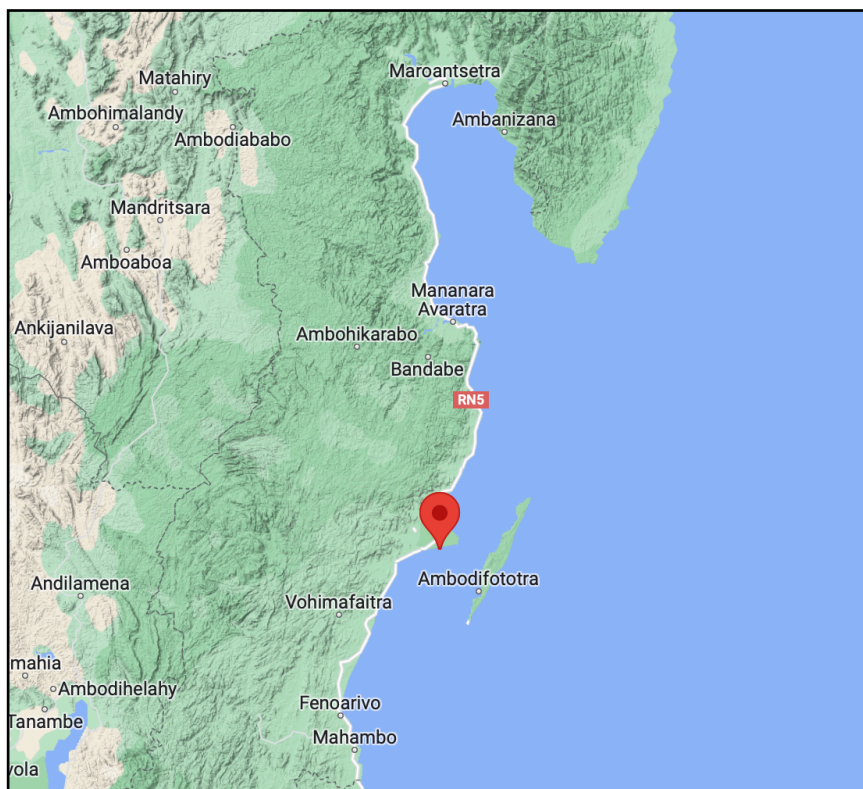 Maroantsetra
Matahiry
Ambohimalandy
Ambanizana
Ambodiababo
Mandritsara
Amboaboa
Mananara
Avaratra
Ankijanilava
Ambohikarabo
Bandabe
RN5
Ambodifototra
Andilamena
Vohimafaitra
mahia
Ambodihelahy
Tanambe
Fenoarivo
Mahambo
yola